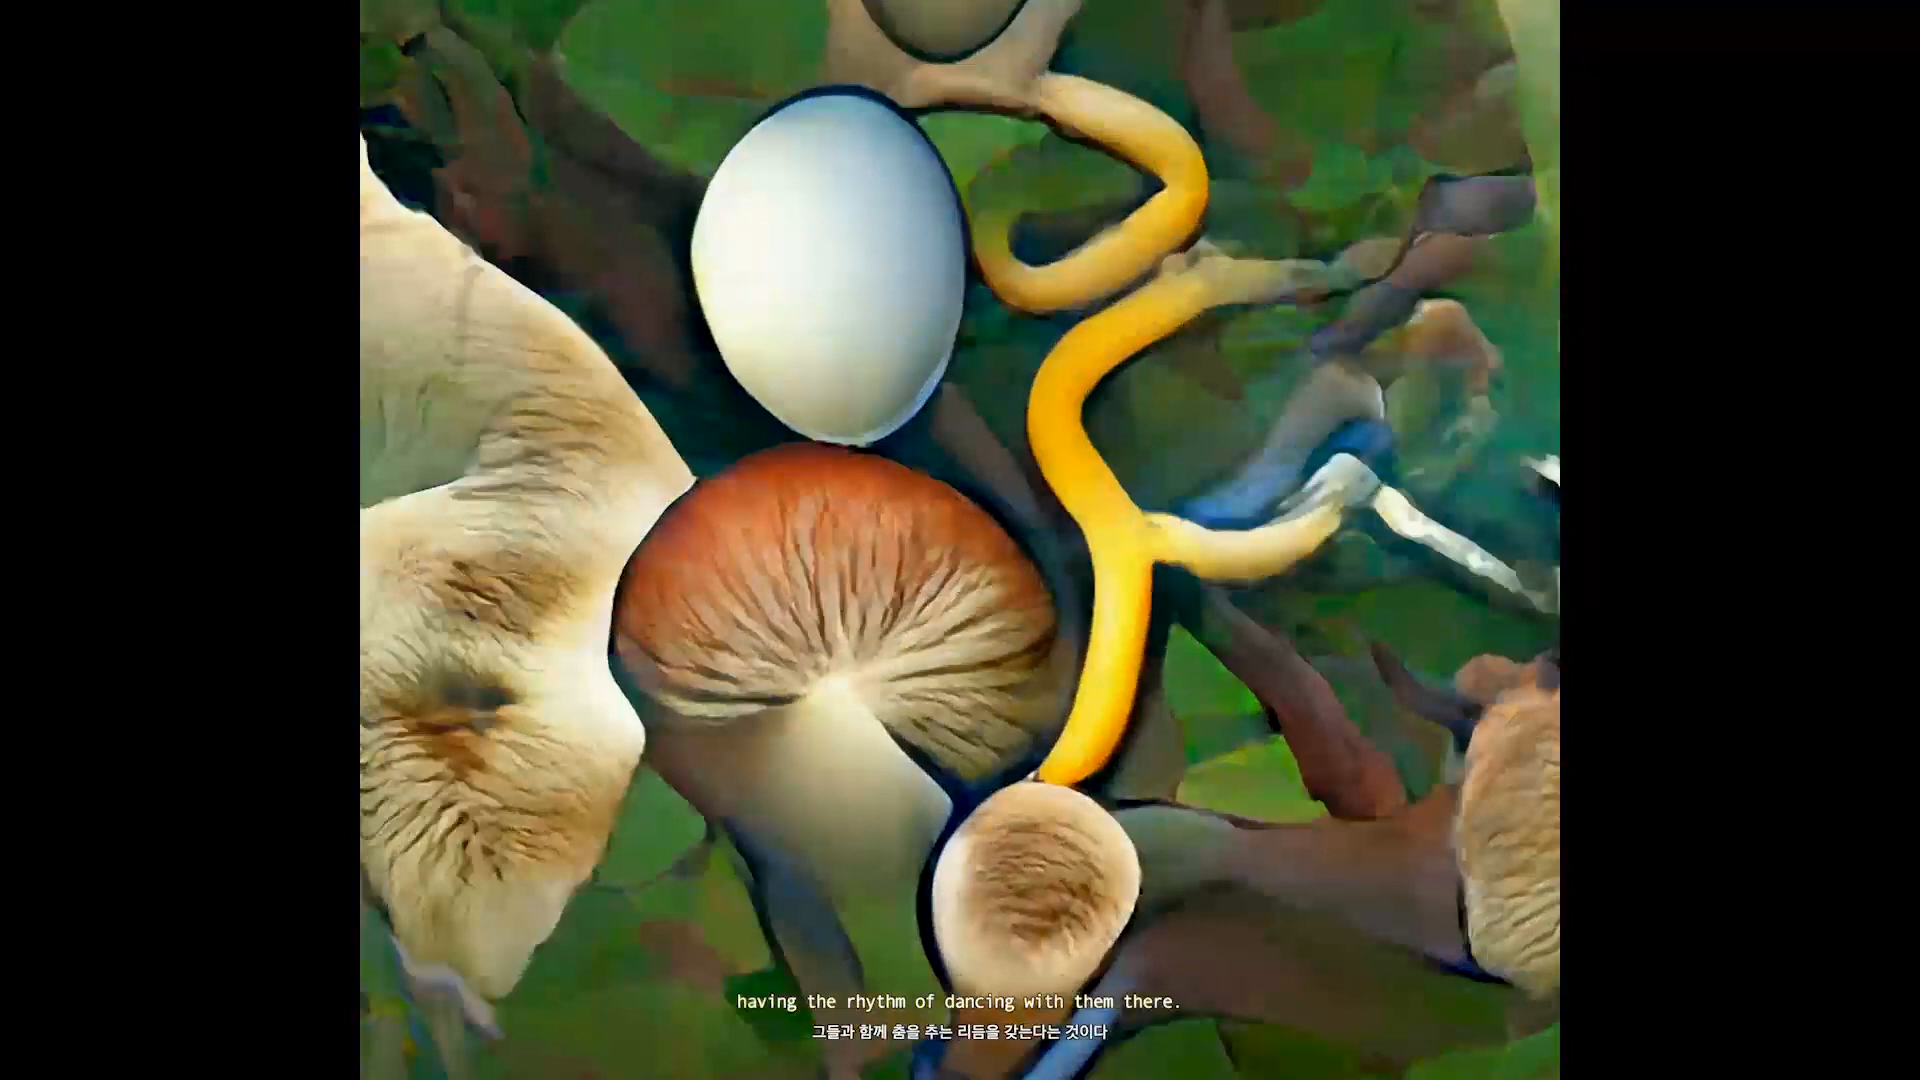 having the rhythm of dancing with them there.
그들과 함께 춤을 추는 리듬을 갖는다는 것이다